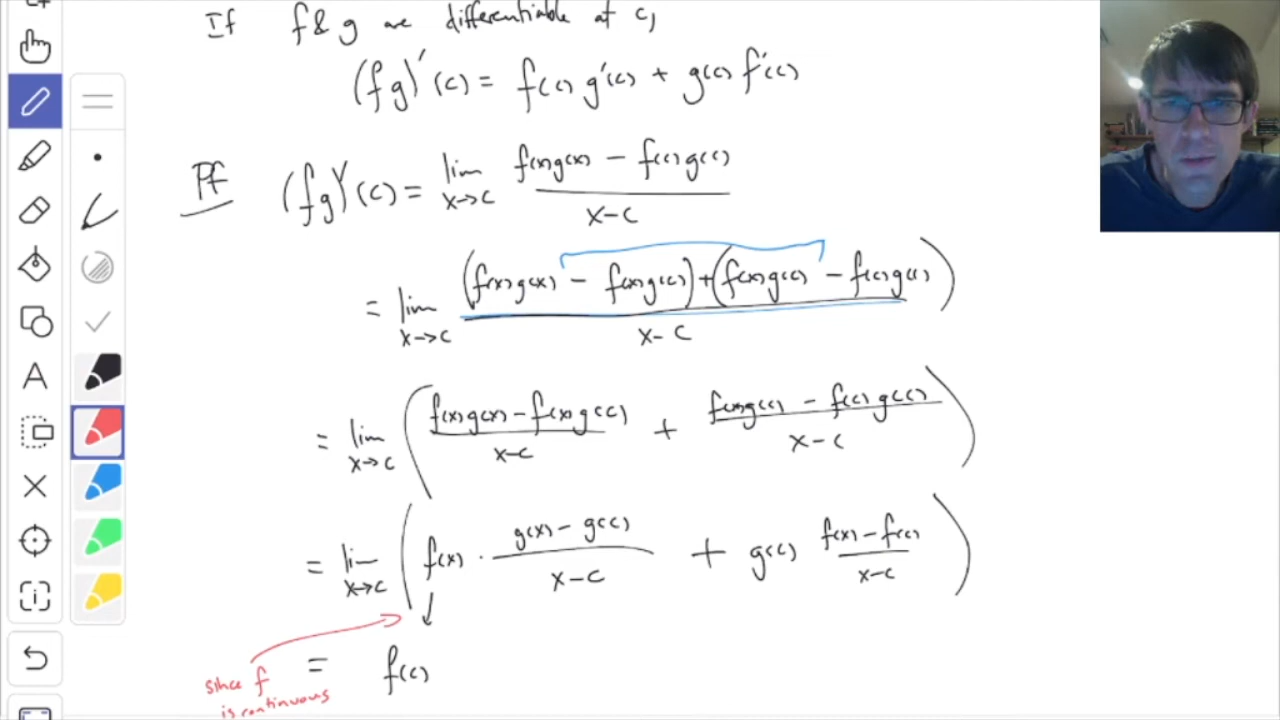 If f & g are differentiable at c,
(fg)'(c) = f(c) g'(c) + g(c) f'(c)
Pf (fg)'(c) = lim x→c f(x)g(x) − f(c)g(c) / x−c
= lim x→c (f(x)g(x) − f(x)g(c)) + (f(x)g(c) − f(c)g(c)) / x−c
= lim x→c ( f(x)g(x) − f(x)g(c) / x−c + f(x)g(c) − f(c)g(c) / x−c )
= lim x→c ( f(x) · g(x) − g(c) / x−c + g(c) f(x) − f(c) / x−c )
↓
= f(c)
since f
is continuous
A